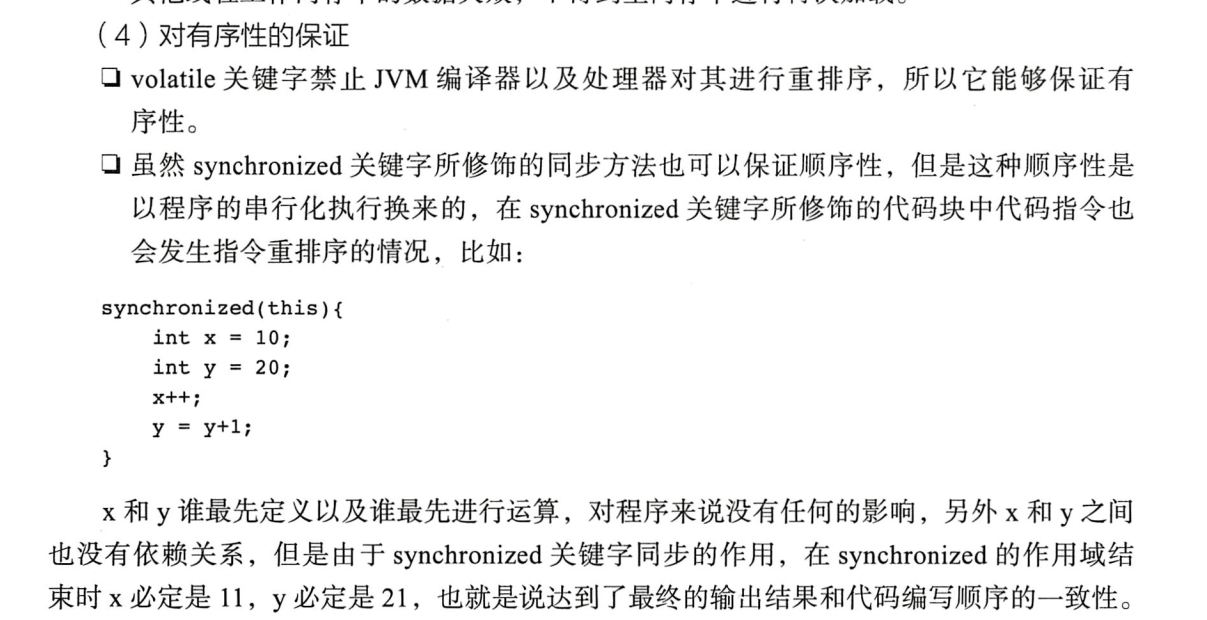 （4）对有序性的保证
❏ volatile 关键字禁止 JVM 编译器以及处理器对其进行重排序，所以它能够保证有
序性。
❏ 虽然 synchronized 关键字所修饰的同步方法也可以保证顺序性，但是这种顺序性是
以程序的串行化执行换来的，在 synchronized 关键字所修饰的代码块中代码指令也
会发生指令重排序的情况，比如：
synchronized(this){
    int x = 10;
    int y = 20;
    x++;
    y = y+1;
}
x 和 y 谁最先定义以及谁最先进行运算，对程序来说没有任何的影响，另外 x 和 y 之间
也没有依赖关系，但是由于 synchronized 关键字同步的作用，在 synchronized 的作用域结
束时 x 必定是 11，y 必定是 21，也就是说达到了最终的输出结果和代码编写顺序的一致性。